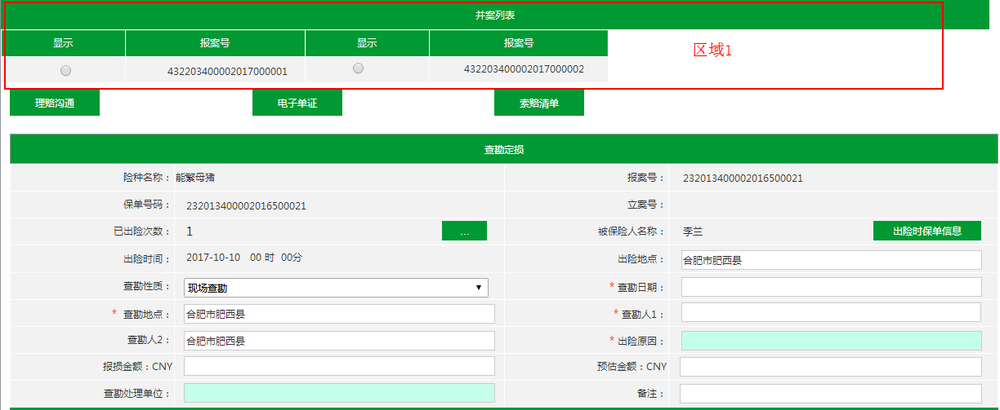 并案列表
显示 报案号 显示 报案号
区域1
432203400002017000001 432203400002017000002
理赔沟通 电子单证 索赔清单
查勘定损
险种名称： 能繁母猪 报案号： 232013400002016500021
保单号码： 232013400002016500021 立案号：
已出险次数： 1 ... 被保险人名称： 李兰 出险时保单信息
出险时间： 2017-10-10 00 时 00分 出险地点： 合肥市肥西县
查勘性质： 现场查勘 * 查勘日期：
* 查勘地点： 合肥市肥西县 * 查勘人1：
查勘人2： 合肥市肥西县 * 出险原因：
报损金额：CNY 预估金额：CNY
查勘处理单位： 备注：